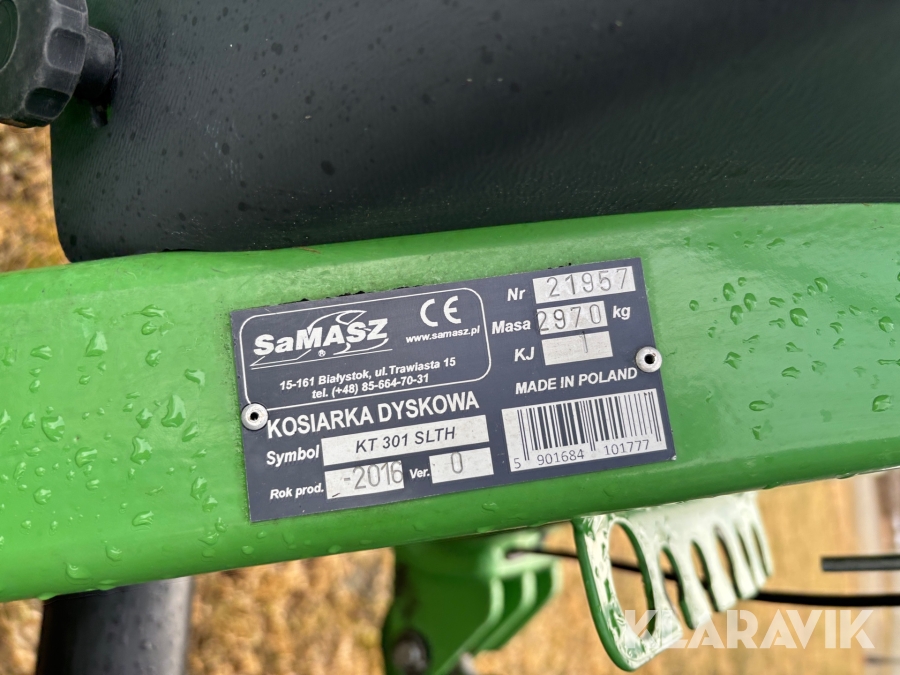 SaMASZ
®
CE
www.samasz.pl
15-161 Białystok, ul. Trawiasta 15
tel. (+48) 85-664-70-31
KOSIARKA DYSKOWA
Symbol KT 301 SLTH
Rok prod. -2016 Ver. 0
Nr 21957
Masa 2970 kg
KJ 1
MADE IN POLAND
5 901684 101777
KLARAVIK